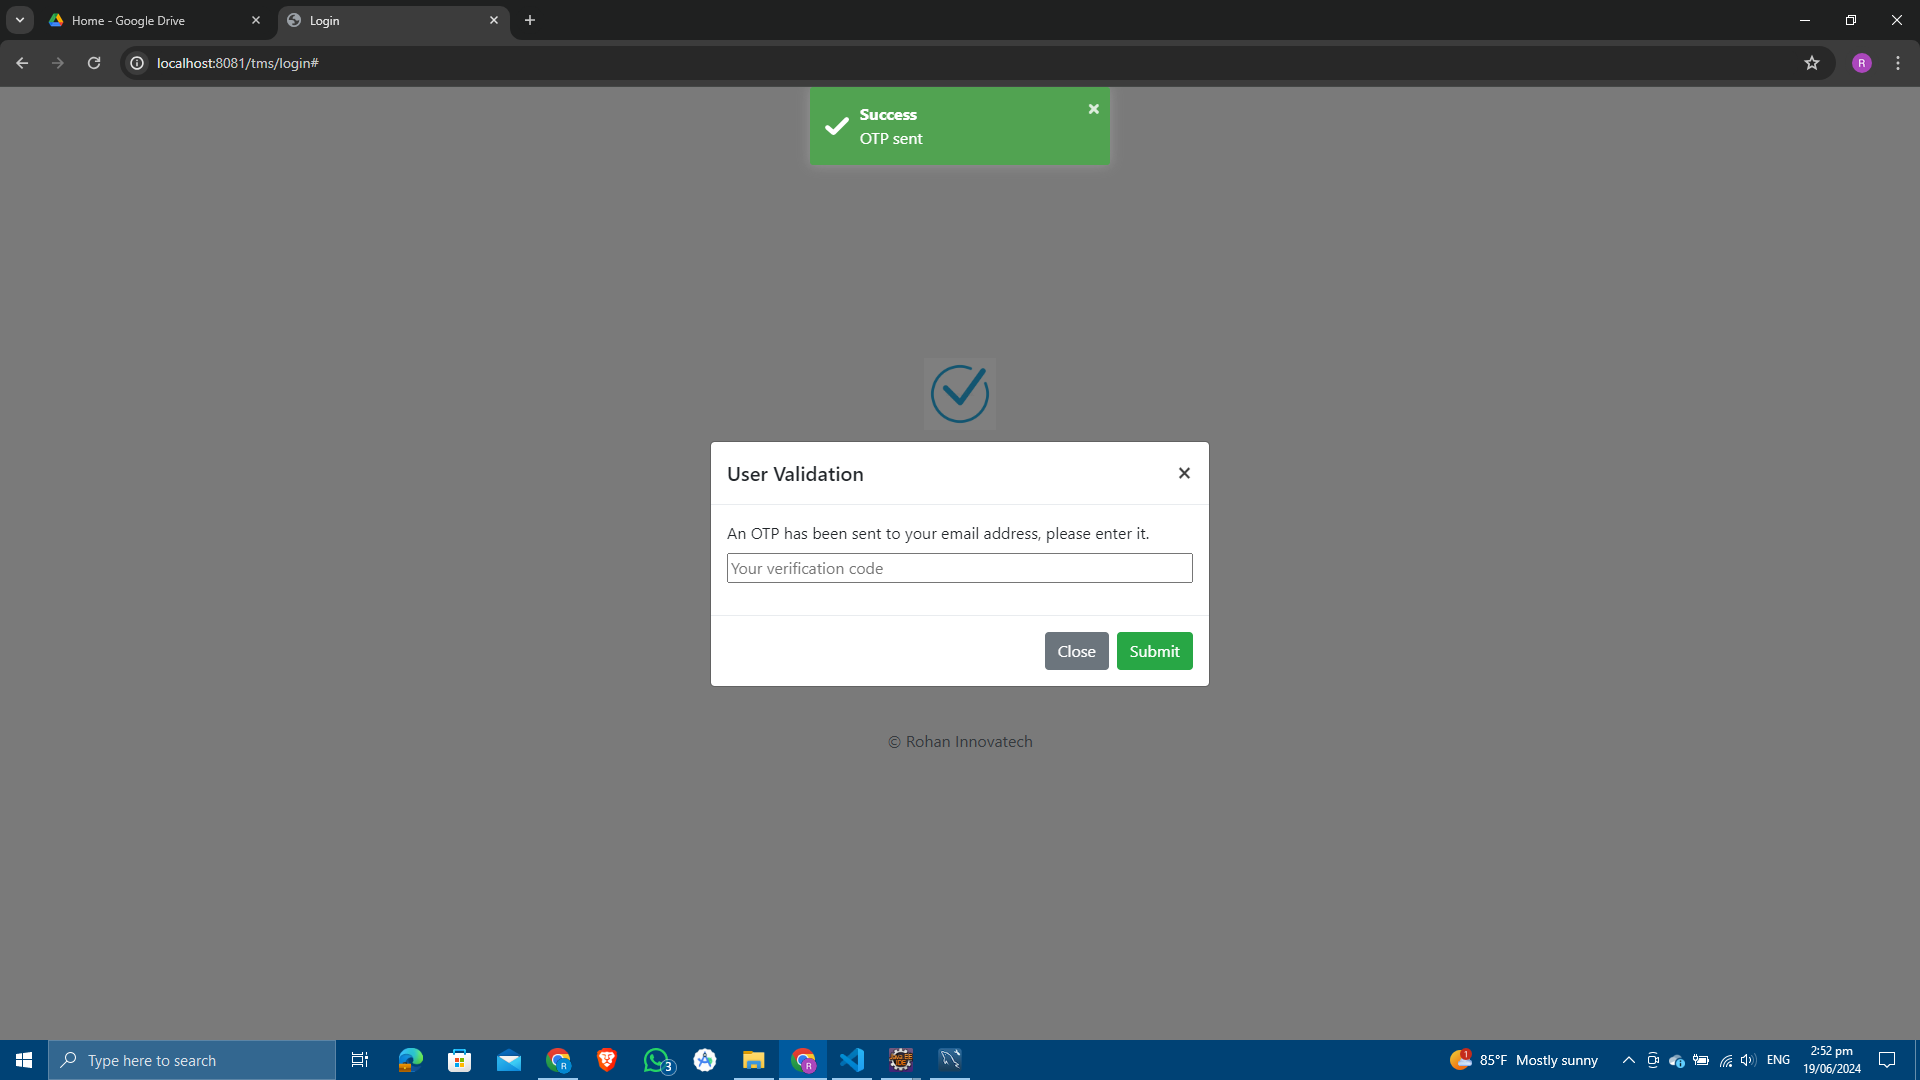 Home - Google Drive
Login
localhost:8081/tms/login#
R
Success
OTP sent
User Validation
An OTP has been sent to your email address, please enter it.
Your verification code
Close
Submit
© Rohan Innovatech
Type here to search
R
3
R
1
85°F Mostly sunny
ENG
2:52 pm
19/06/2024